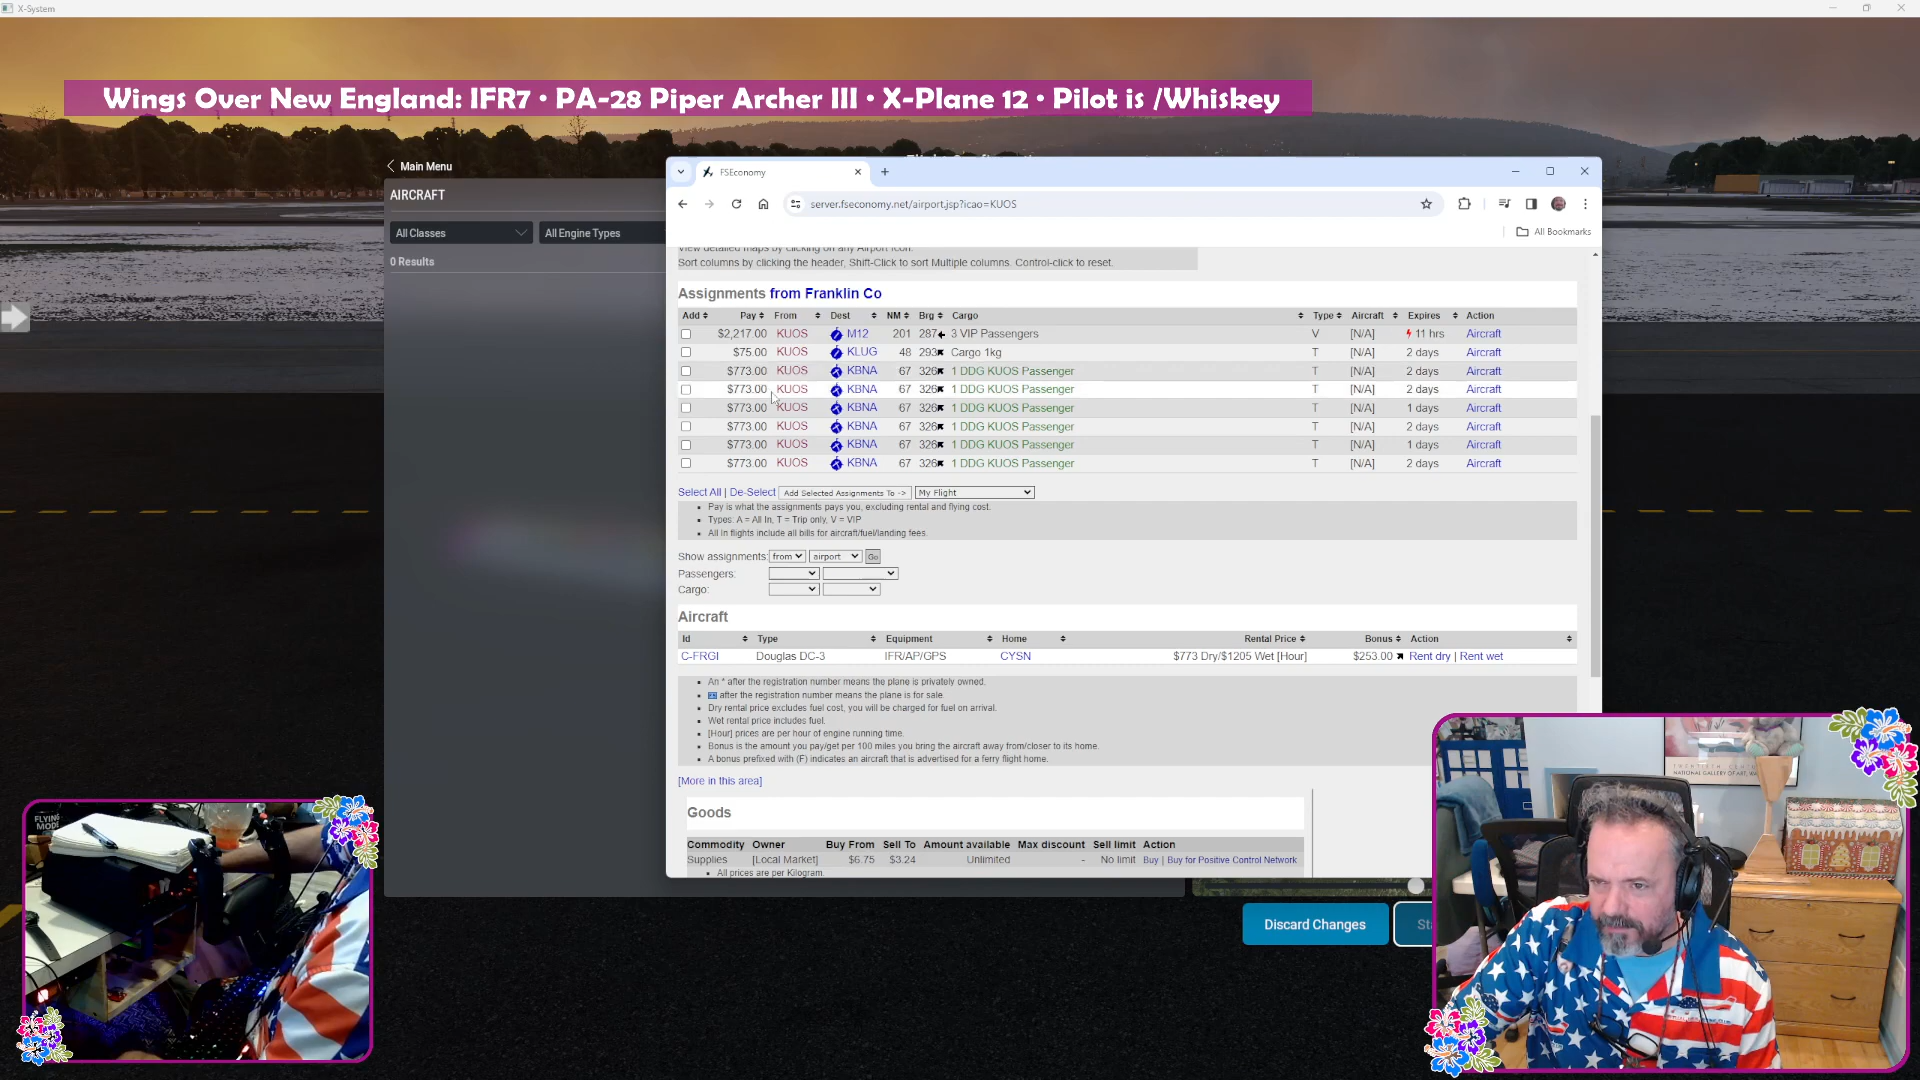 X-System
Wings Over New England: IFR7 • PA-28 Piper Archer III • X-Plane 12 • Pilot is /Whiskey
Main Menu
AIRCRAFT
All Classes
All Engine Types
0 Results
FSEconomy
server.fseconomy.net/airport.jsp?icao=KUOS
All Bookmarks
View detailed maps by clicking on any Airport Icon.
Sort columns by clicking the header, Shift-Click to sort Multiple columns. Control-click to reset.
Assignments from Franklin Co
Add Pay From Dest NM Brg Cargo Type Aircraft Expires Action
$2,217.00 KUOS M12 201 287 3 VIP Passengers V [N/A] 11 hrs Aircraft
$75.00 KUOS KLUG 48 293 Cargo 1kg T [N/A] 2 days Aircraft
$773.00 KUOS KBNA 67 326 1 DDG KUOS Passenger T [N/A] 2 days Aircraft
$773.00 KUOS KBNA 67 326 1 DDG KUOS Passenger T [N/A] 2 days Aircraft
$773.00 KUOS KBNA 67 326 1 DDG KUOS Passenger T [N/A] 1 days Aircraft
$773.00 KUOS KBNA 67 326 1 DDG KUOS Passenger T [N/A] 2 days Aircraft
$773.00 KUOS KBNA 67 326 1 DDG KUOS Passenger T [N/A] 1 days Aircraft
$773.00 KUOS KBNA 67 326 1 DDG KUOS Passenger T [N/A] 2 days Aircraft
Select All | De-Select Add Selected Assignments To -> My Flight
Pay is what the assignments pays you, excluding rental and flying cost.
Types: A = All In, T = Trip only, V = VIP
All In flights include all bills for aircraft/fuel/landing fees.
Show assignments: from airport Go
Passengers:
Cargo:
Aircraft
Id Type Equipment Home Rental Price Bonus Action
C-FRGI Douglas DC-3 IFR/AP/GPS CYSN $773 Dry/$1205 Wet [Hour] $253.00 Rent dry | Rent wet
An * after the registration number means the plane is privately owned.
after the registration number means the plane is for sale.
Dry rental price excludes fuel cost, you will be charged for fuel on arrival.
Wet rental price includes fuel.
[Hour] prices are per hour of engine running time.
Bonus is the amount you pay/get per 100 miles you bring the aircraft away from/closer to its home.
A bonus prefixed with (F) indicates an aircraft that is advertised for a ferry flight home.
[More in this area]
Goods
Commodity Owner Buy From Sell To Amount available Max discount Sell limit Action
Supplies [Local Market] $6.75 $3.24 Unlimited - No limit Buy | Buy for Positive Control Network
All prices are per Kilogram.
Discard Changes
FLYING
NATIONAL GALLERY OF ART, WA